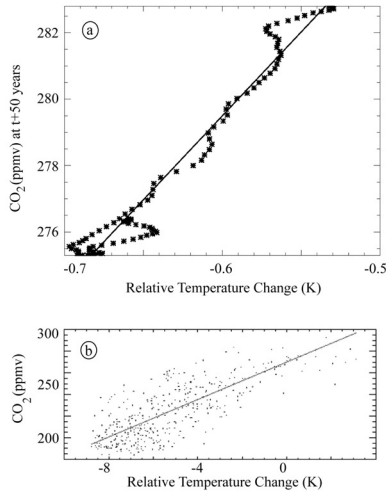 a
282
280
278
276
CO2 (ppmv) at t+50 years
-0.7
-0.6
-0.5
Relative Temperature Change (K)
b
300
250
200
CO2 (ppmv)
-8
-4
0
Relative Temperature Change (K)